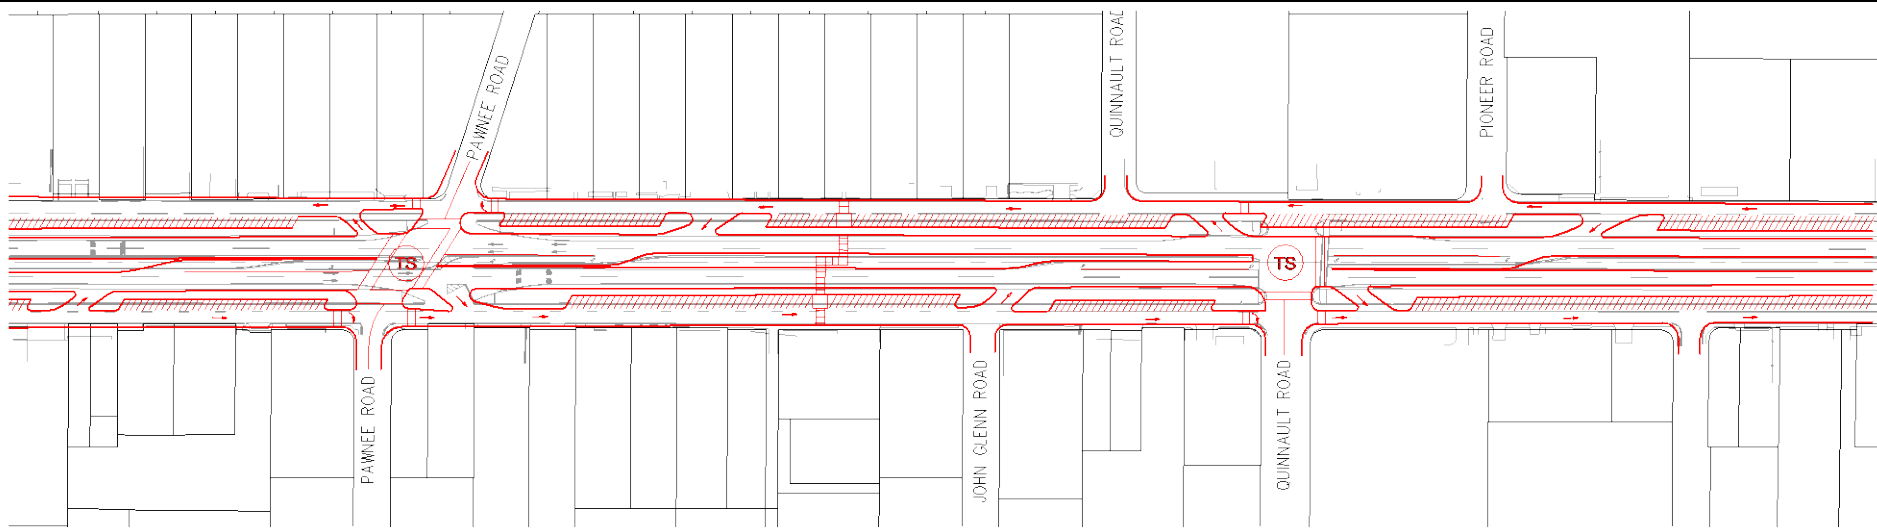 PAWNEE ROAD
QUINNAULT ROAD
PIONEER ROAD
TS
TS
PAWNEE ROAD
JOHN GLENN ROAD
QUINNAULT ROAD